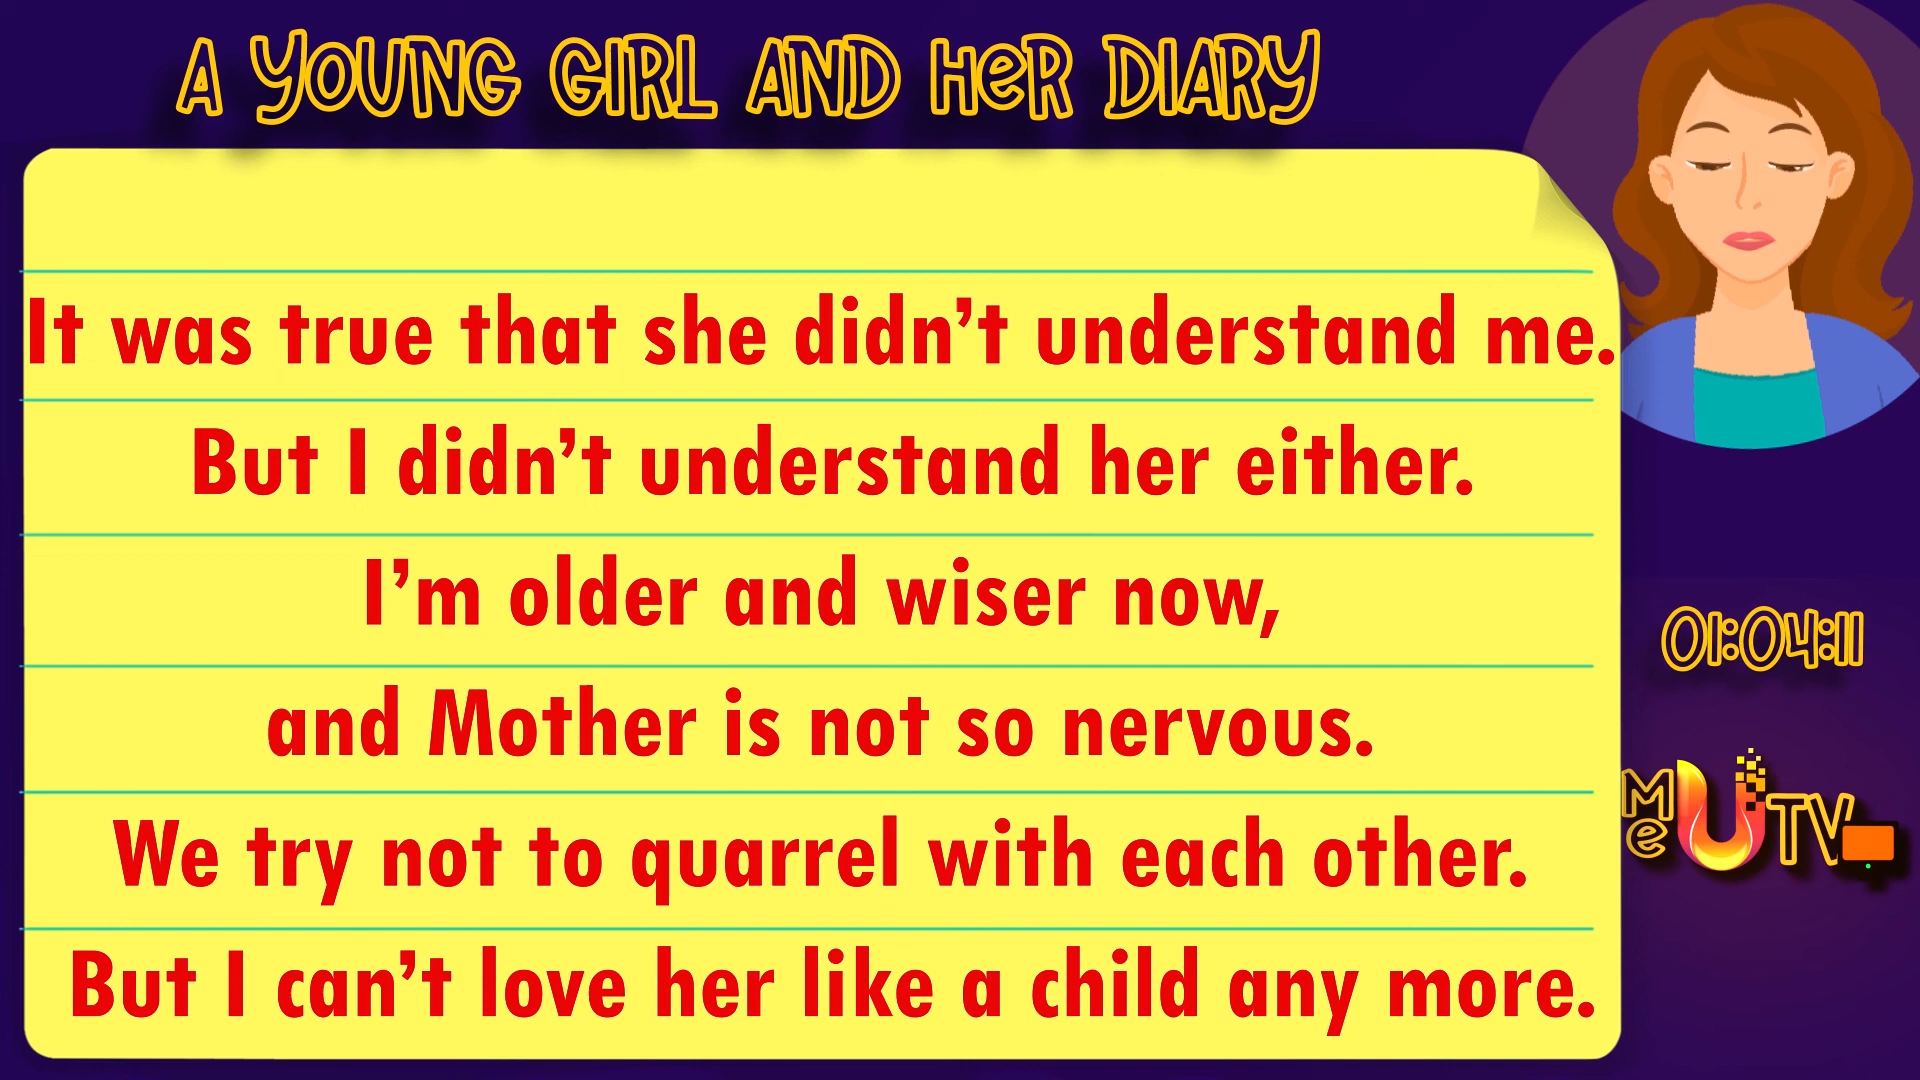 A YOUNG GIRL AND HeR DIARY
It was true that she didn’t understand me.
But I didn’t understand her either.
I’m older and wiser now,
and Mother is not so nervous.
We try not to quarrel with each other.
But I can’t love her like a child any more.
01:04:11
Me U TV